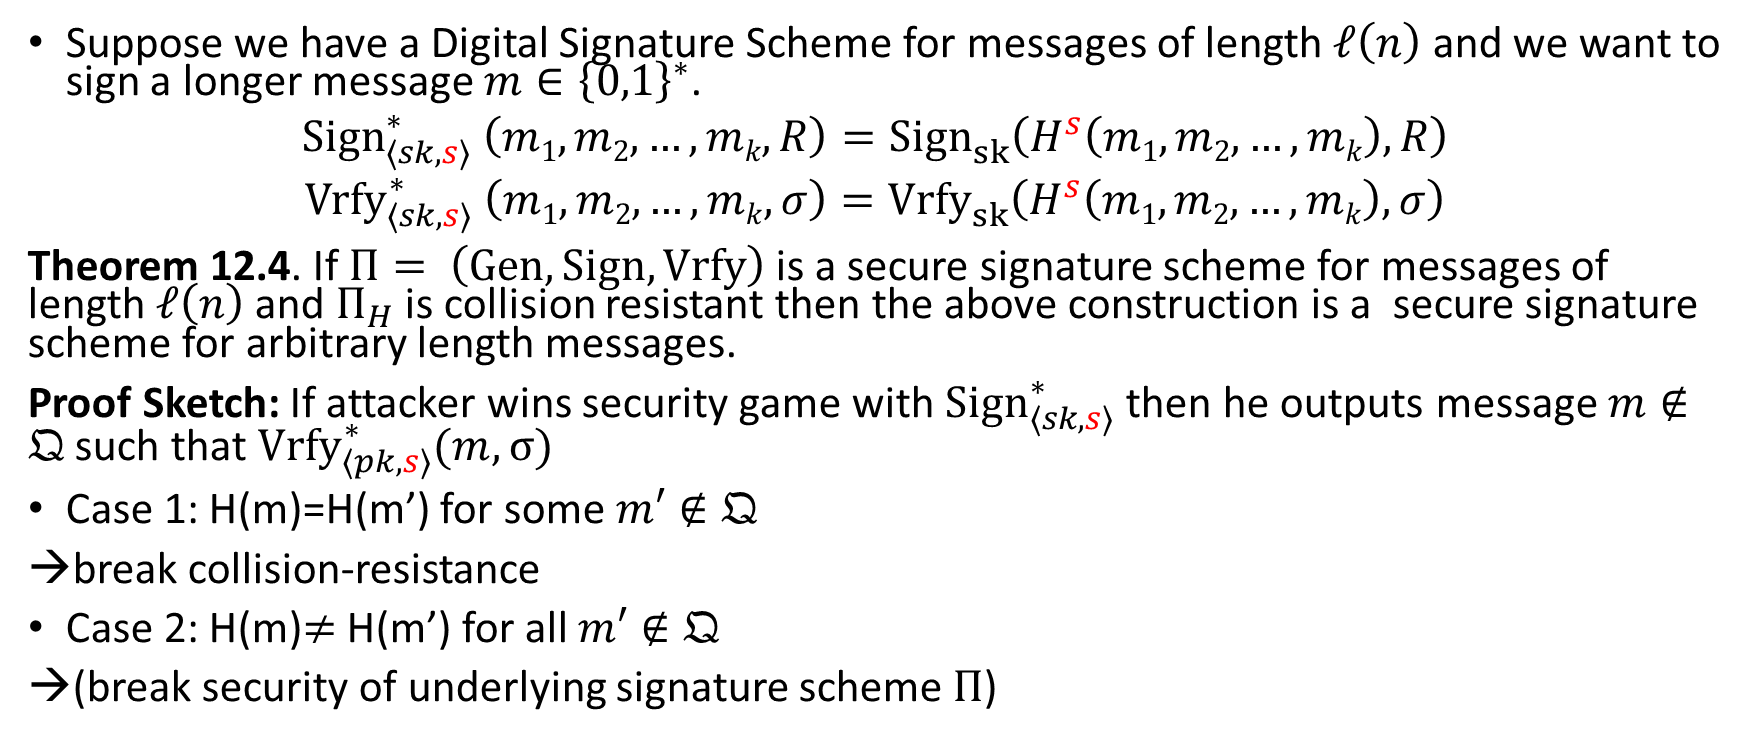 • Suppose we have a Digital Signature Scheme for messages of length ℓ(n) and we want to
sign a longer message m ∈ {0,1}*.
Sign*⟨sk,s⟩ (m₁, m₂, … , mₖ, R) = Signsk(Hˢ(m₁, m₂, … , mₖ), R)
Vrfy*⟨sk,s⟩ (m₁, m₂, … , mₖ, σ) = Vrfysk(Hˢ(m₁, m₂, … , mₖ), σ)
Theorem 12.4. If Π = (Gen, Sign, Vrfy) is a secure signature scheme for messages of
length ℓ(n) and Π_H is collision resistant then the above construction is a secure signature
scheme for arbitrary length messages.
Proof Sketch: If attacker wins security game with Sign*⟨sk,s⟩ then he outputs message m ∉
𝔔 such that Vrfy*⟨pk,s⟩(m, σ)
• Case 1: H(m)=H(m’) for some m′ ∉ 𝔔
→break collision-resistance
• Case 2: H(m)≠ H(m’) for all m′ ∉ 𝔔
→(break security of underlying signature scheme Π)